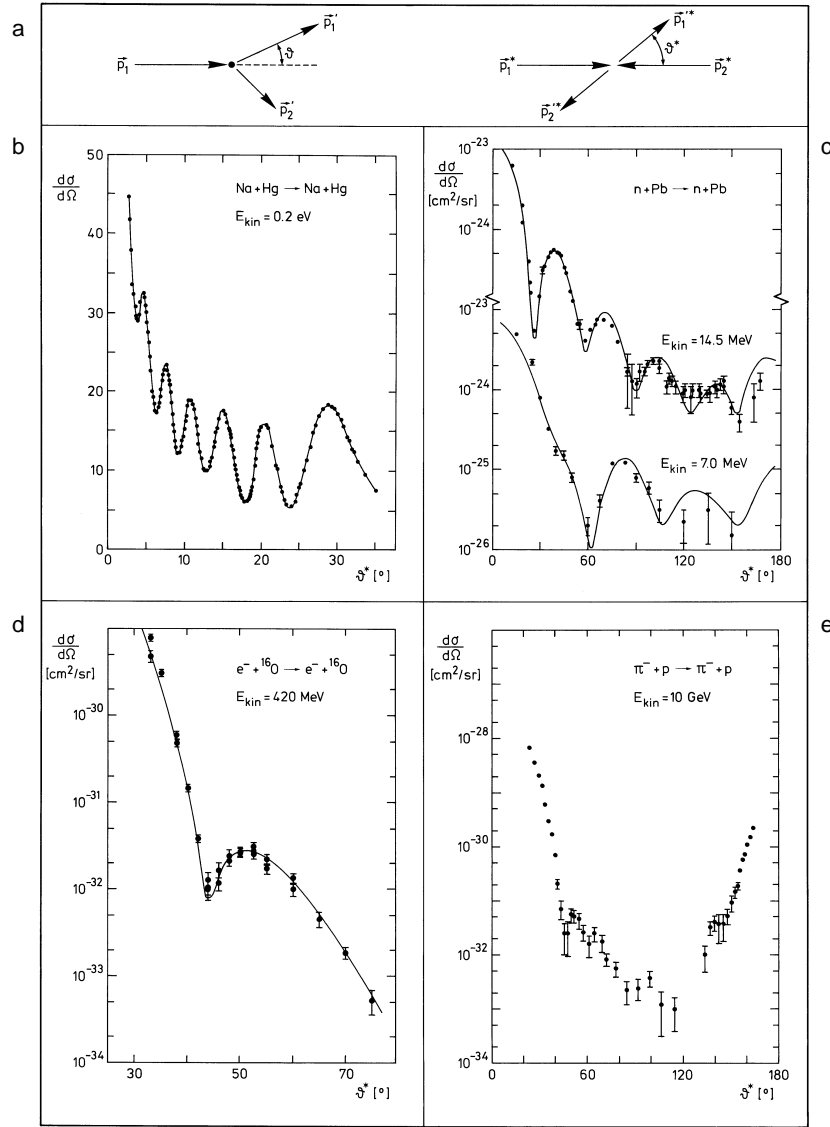 a
p⃗₁
p⃗₁′
ϑ
p⃗₂′
p⃗₁*
p⃗₁′*
ϑ*
p⃗₂*
p⃗₂′*
b
dσ/dΩ
50
40
30
20
10
0
Na+Hg → Na+Hg
E_kin = 0.2 eV
0 10 20 30
ϑ* [°]
c
dσ/dΩ
[cm²/sr]
10⁻²³
10⁻²⁴
10⁻²³
10⁻²⁴
10⁻²⁵
10⁻²⁶
n+Pb → n+Pb
E_kin = 14.5 MeV
E_kin = 7.0 MeV
0 60 120 180
ϑ* [°]
d
dσ/dΩ
[cm²/sr]
10⁻³⁰
10⁻³¹
10⁻³²
10⁻³³
10⁻³⁴
e⁻ + ¹⁶O → e⁻ + ¹⁶O
E_kin = 420 MeV
30 50 70
ϑ* [°]
e
dσ/dΩ
[cm²/sr]
10⁻²⁸
10⁻³⁰
10⁻³²
10⁻³⁴
π⁻ + p → π⁻ + p
E_kin = 10 GeV
0 60 120 180
ϑ* [°]